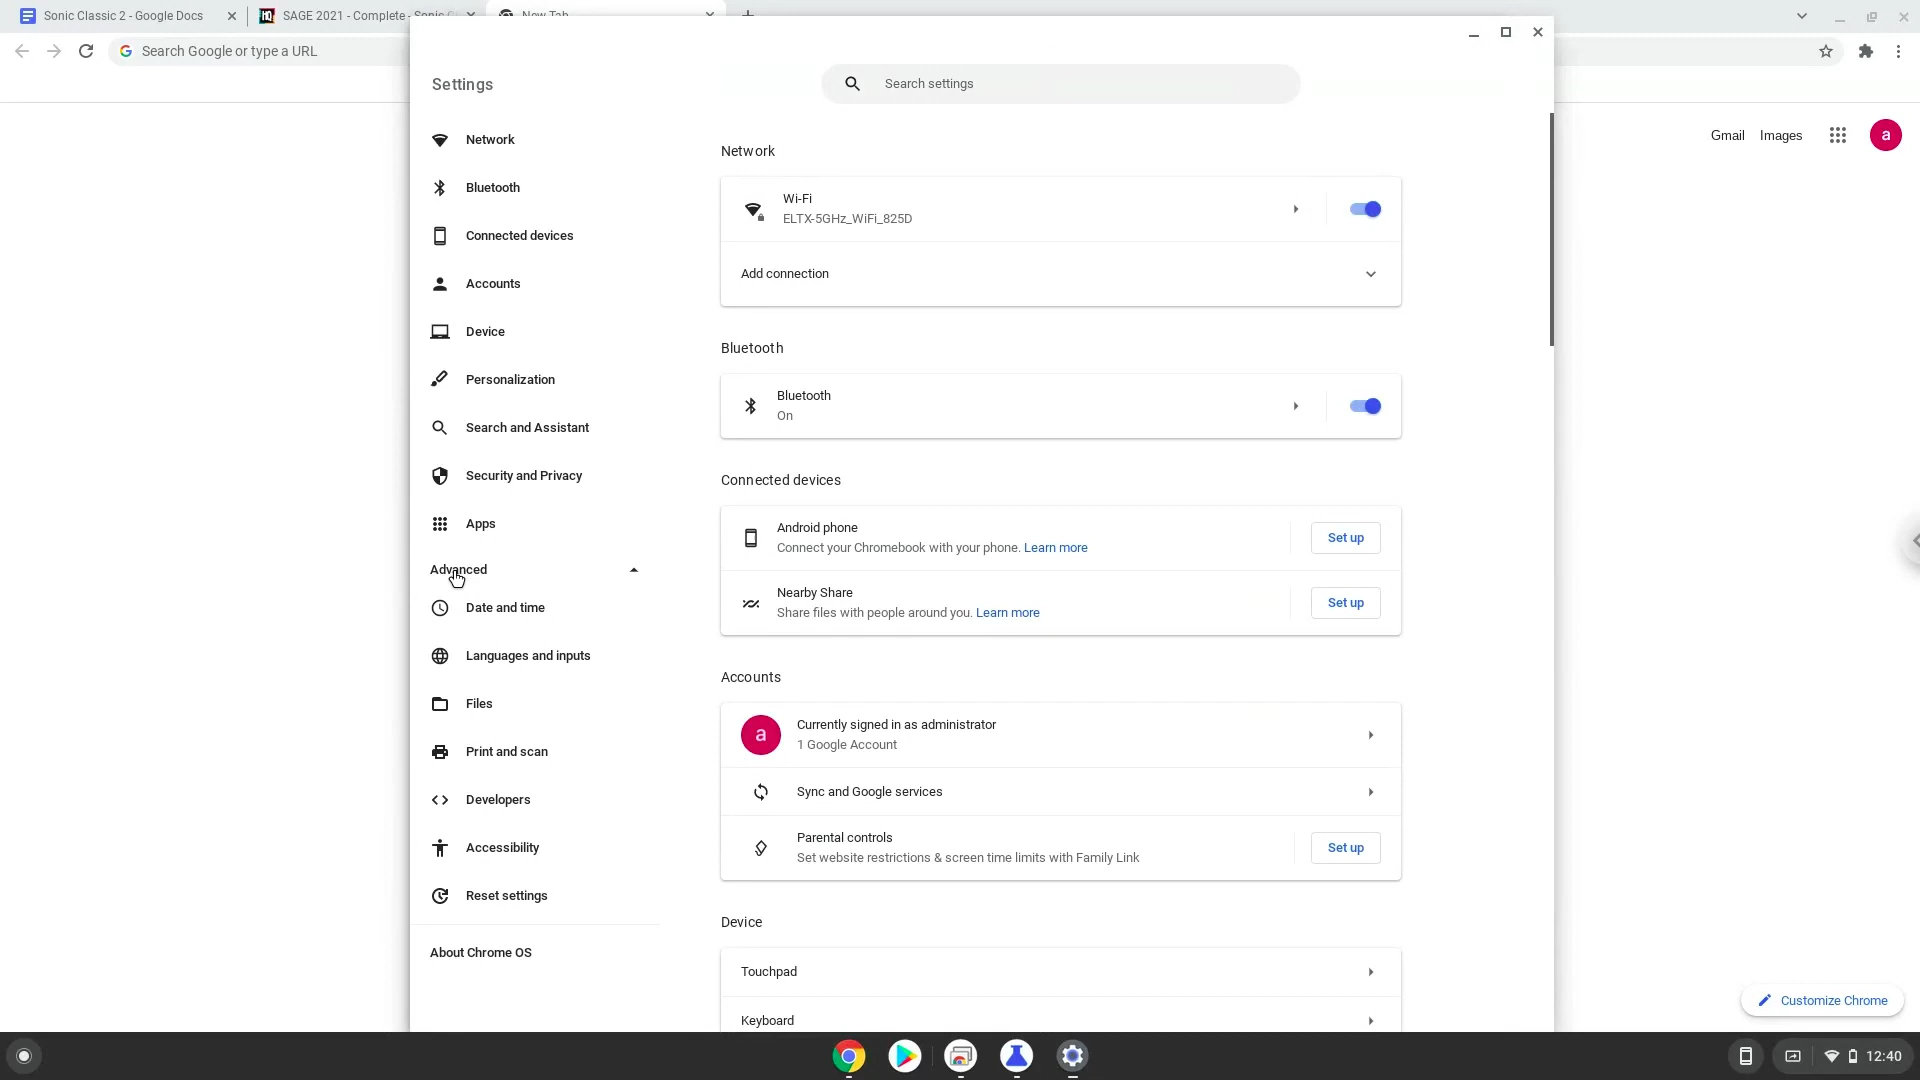 Sonic Classic 2 - Google Docs
SAGE 2021 - Complete - Sonic
New Tab
Search Google or type a URL
Gmail
Images
a
Settings
Search settings
Network
Bluetooth
Connected devices
Accounts
Device
Personalization
Search and Assistant
Security and Privacy
Apps
Advanced
Date and time
Languages and inputs
Files
Print and scan
Developers
Accessibility
Reset settings
About Chrome OS
Network
Wi-Fi
ELTX-5GHz_WiFi_825D
Add connection
Bluetooth
Bluetooth
On
Connected devices
Android phone
Connect your Chromebook with your phone. Learn more
Set up
Nearby Share
Share files with people around you. Learn more
Set up
Accounts
a
Currently signed in as administrator
1 Google Account
Sync and Google services
Parental controls
Set website restrictions & screen time limits with Family Link
Set up
Device
Touchpad
Keyboard
Customize Chrome
12:40